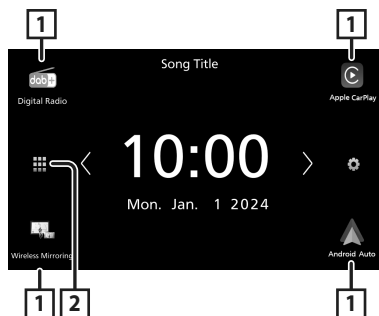 1
1
dab+
Song Title
Digital Radio
Apple CarPlay
10:00
Mon. Jan. 1 2024
Wireless Mirroring
Android Auto
1
2
1